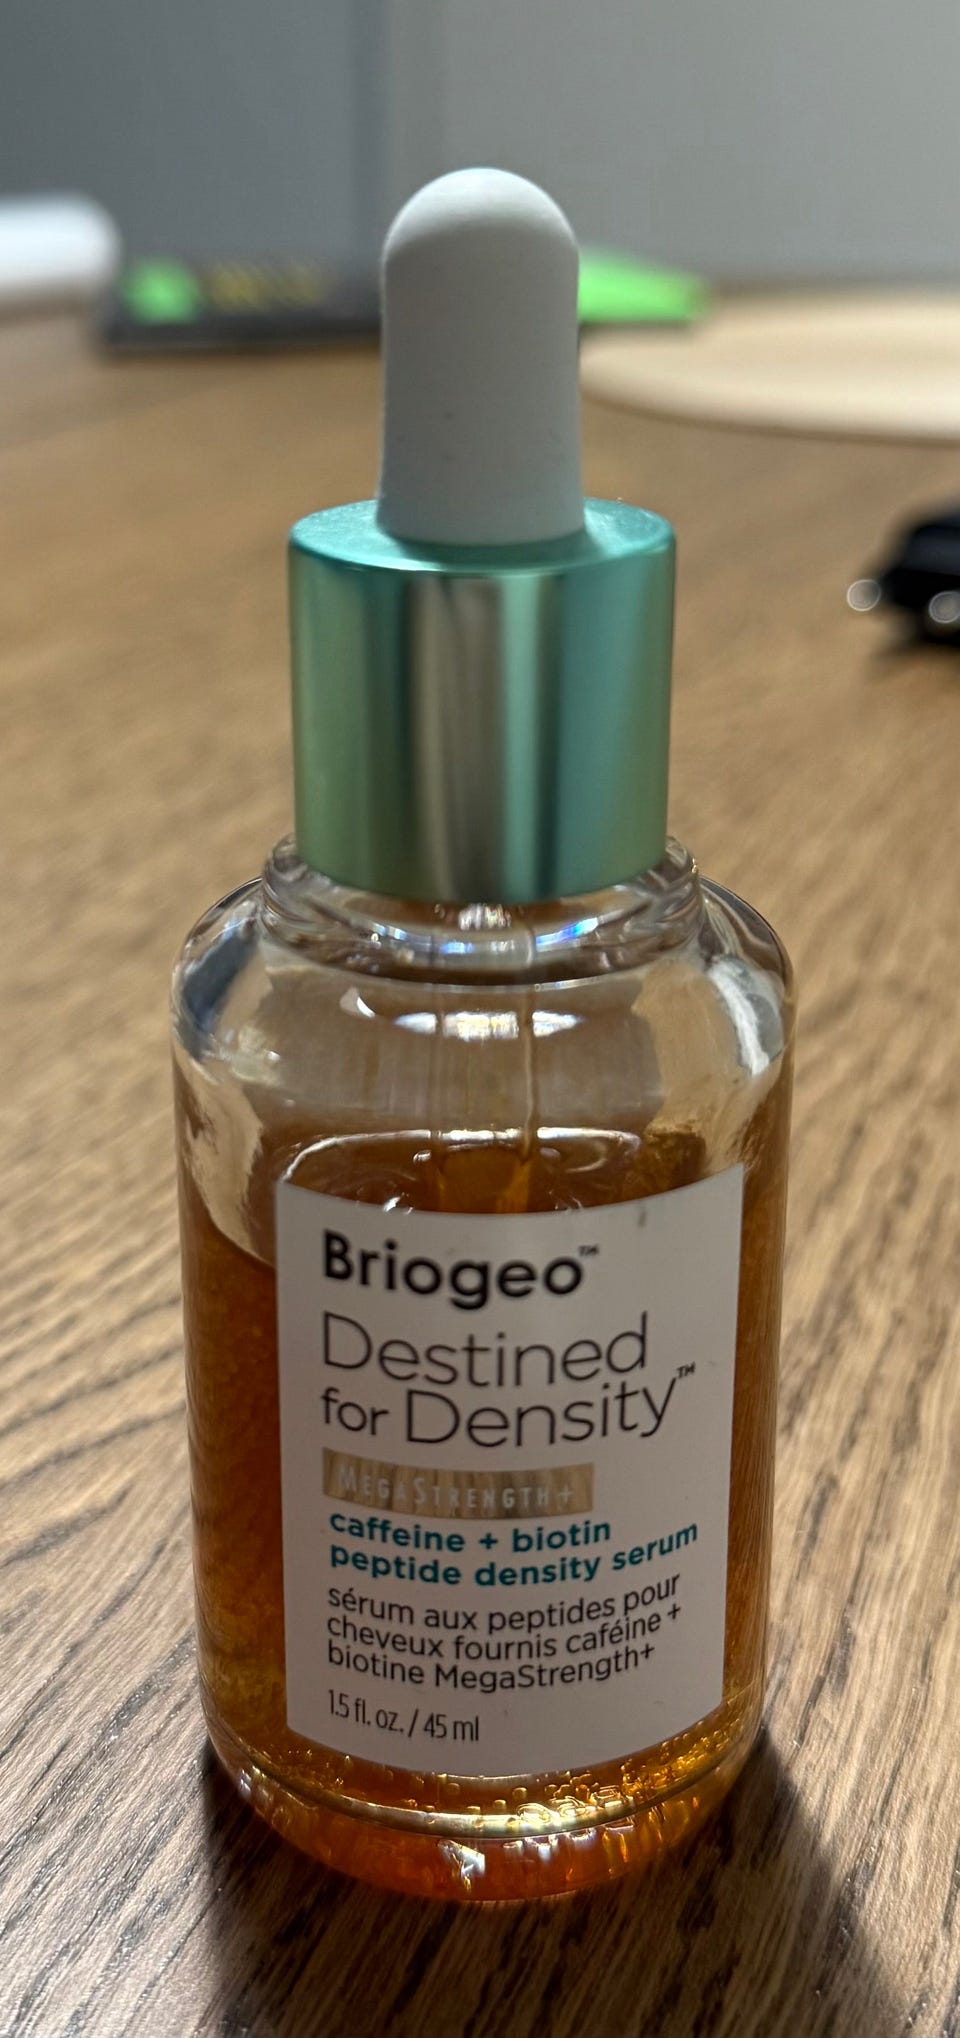 Briogeo™
Destined
for Density™
MEGASTRENGTH+
caffeine + biotin
peptide density serum
sérum aux peptides pour
cheveux fournis caféine +
biotine MegaStrength+
1.5 fl. oz. / 45 ml